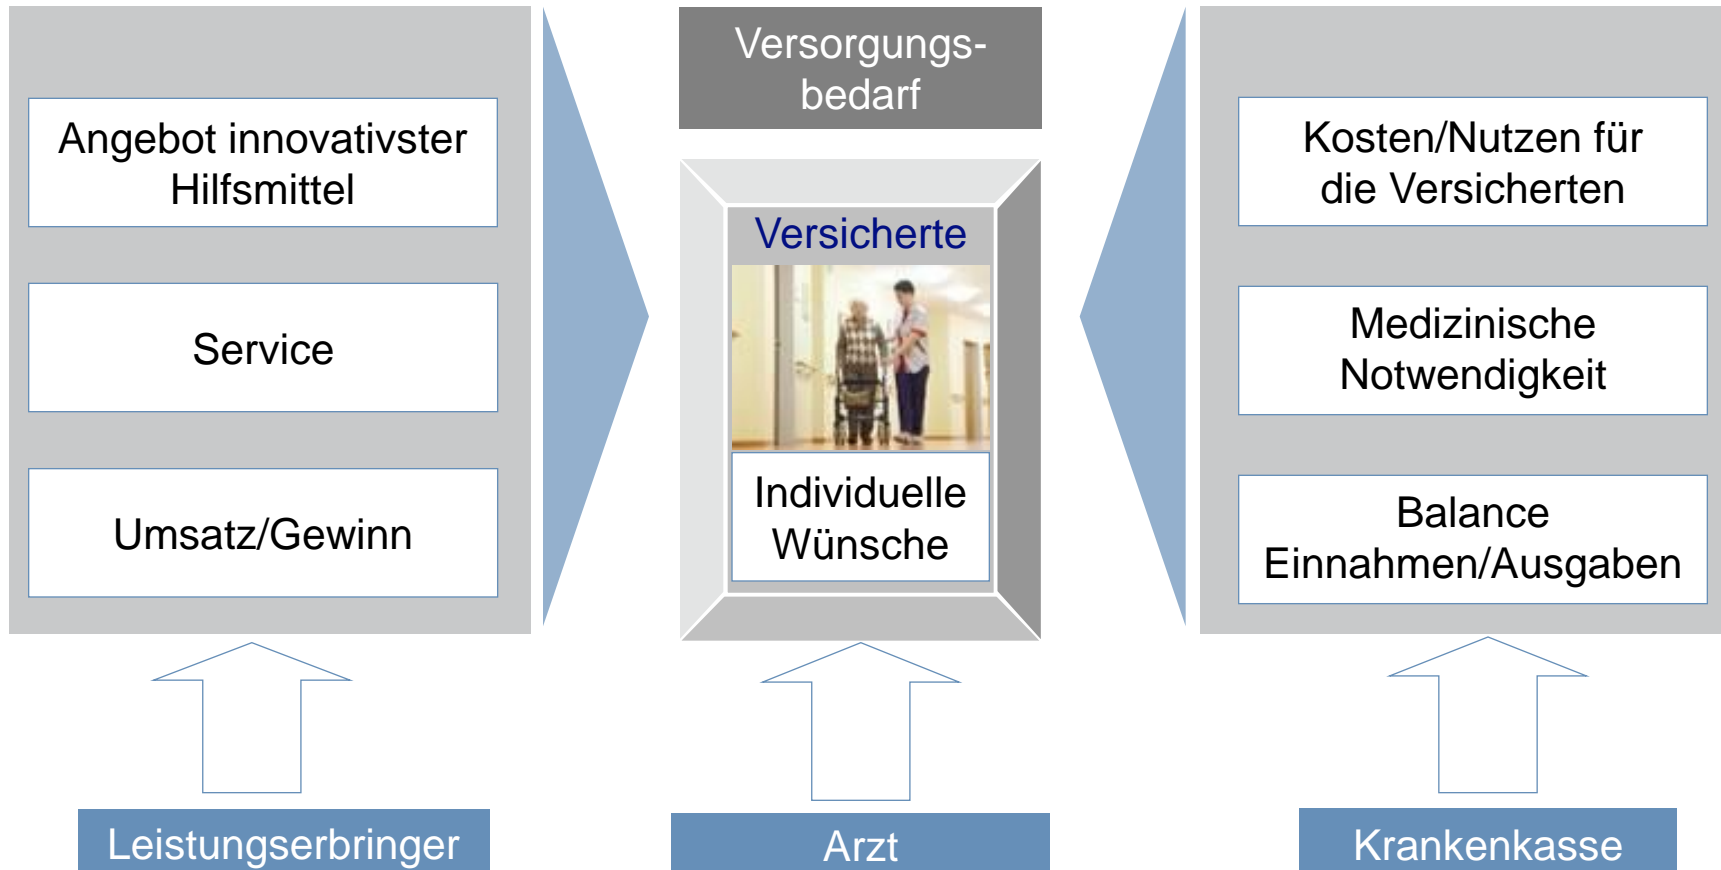 Angebot innovativster
Hilfsmittel
Service
Umsatz/Gewinn
Leistungserbringer
Versorgungs-
bedarf
Versicherte
Individuelle
Wünsche
Arzt
Kosten/Nutzen für
die Versicherten
Medizinische
Notwendigkeit
Balance
Einnahmen/Ausgaben
Krankenkasse